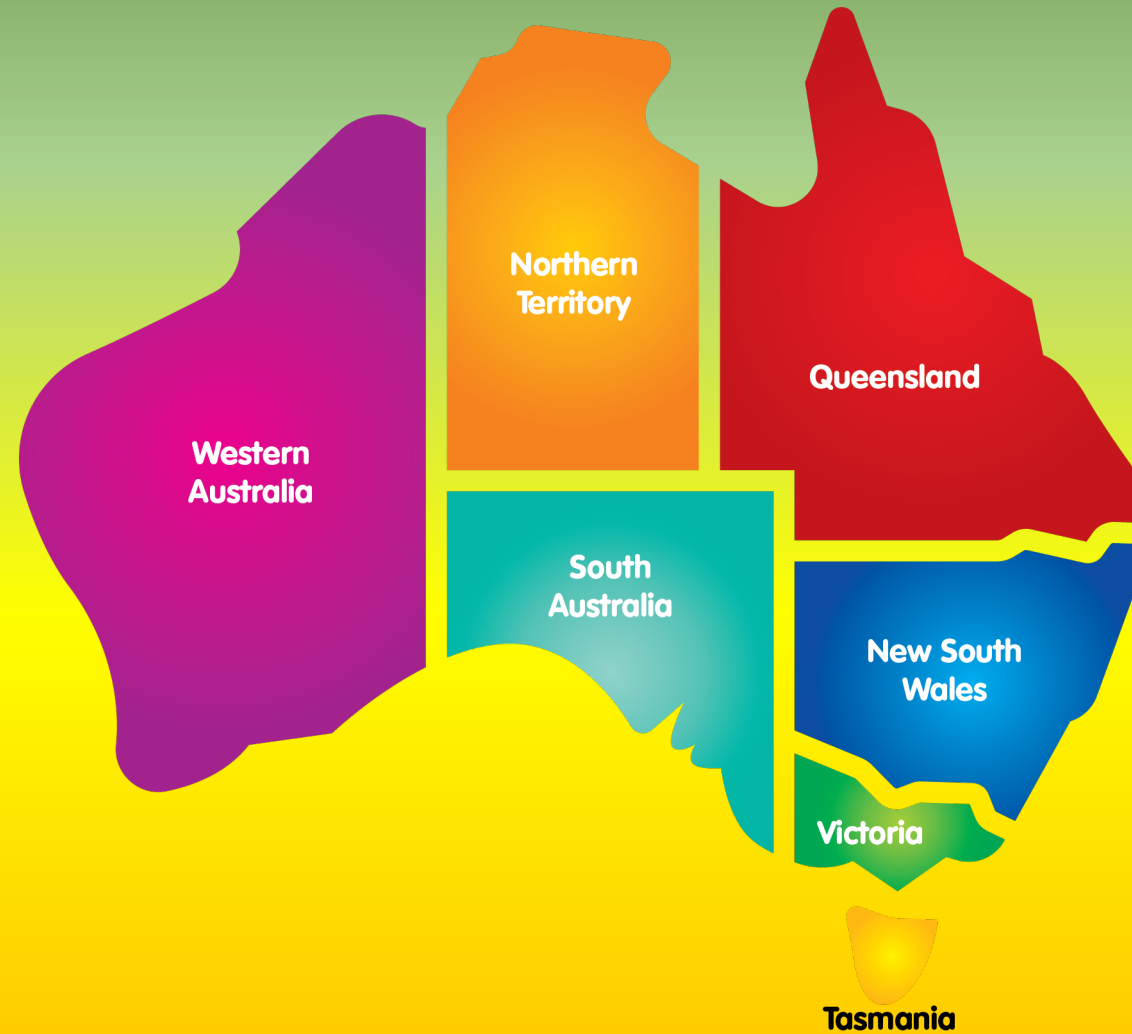 Northern
Territory
Queensland
Western
Australia
South
Australia
New South
Wales
Victoria
Tasmania